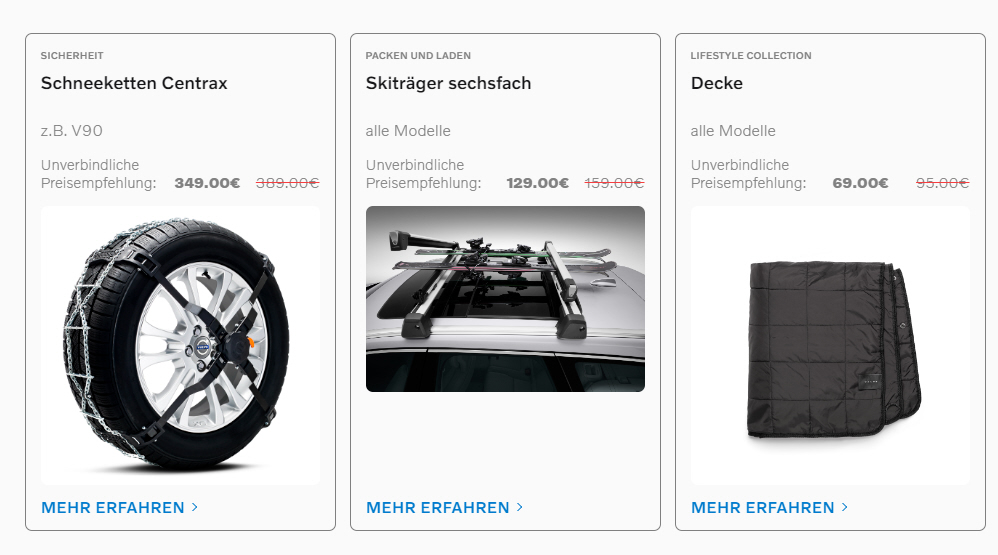 SICHERHEIT
Schneeketten Centrax
z.B. V90
Unverbindliche
Preisempfehlung: 349.00€ 389.00€
MEHR ERFAHREN >
PACKEN UND LADEN
Skiträger sechsfach
alle Modelle
Unverbindliche
Preisempfehlung: 129.00€ 159.00€
MEHR ERFAHREN >
LIFESTYLE COLLECTION
Decke
alle Modelle
Unverbindliche
Preisempfehlung: 69.00€ 95.00€
MEHR ERFAHREN >